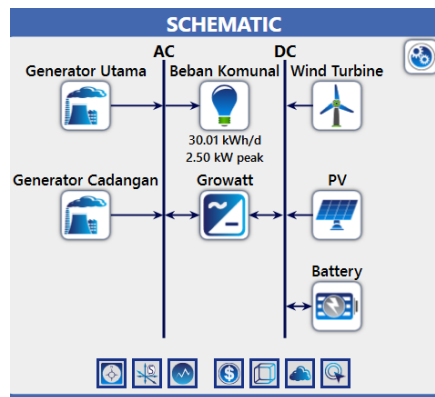 SCHEMATIC
AC DC
Generator Utama Beban Komunal Wind Turbine
30.01 kWh/d
2.50 kW peak
Generator Cadangan Growatt PV
Battery